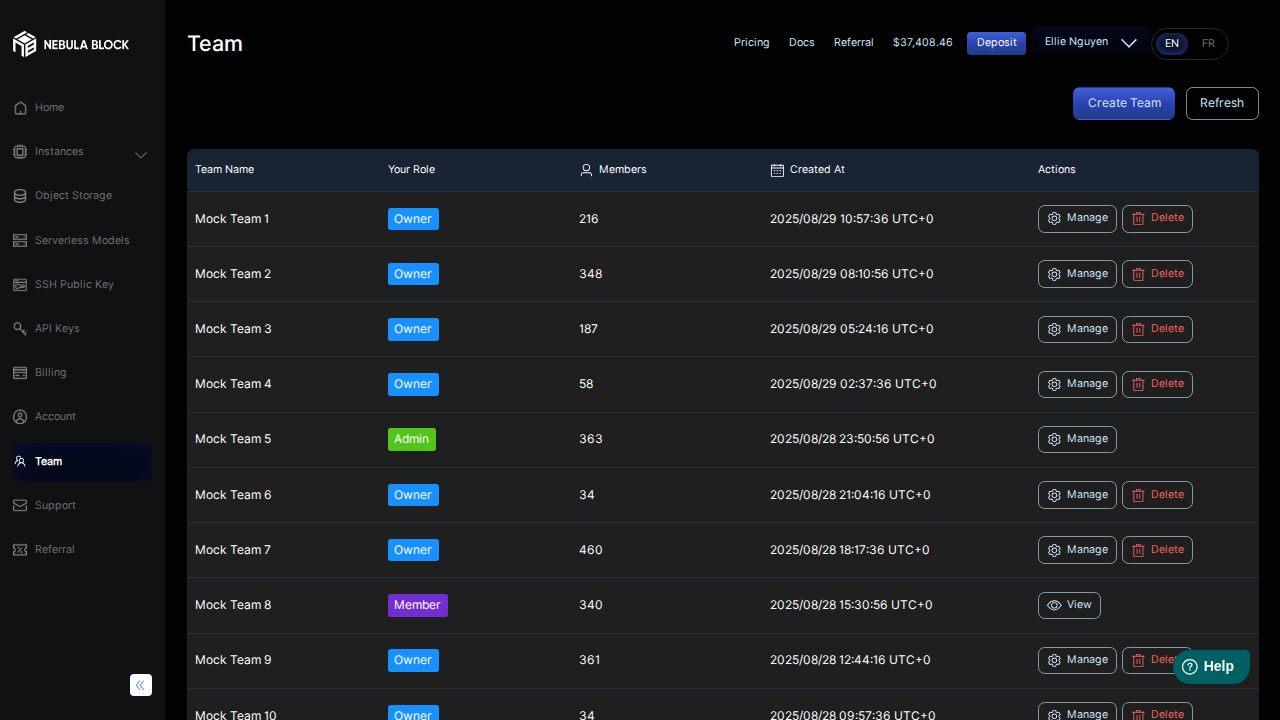 NEBULA BLOCK
Home
Instances
Object Storage
Serverless Models
SSH Public Key
API Keys
Billing
Account
Team
Support
Referral
Team
Pricing Docs Referral $37,408.46 Deposit Ellie Nguyen EN FR
Create Team Refresh
Team Name Your Role Members Created At Actions
Mock Team 1 Owner 216 2025/08/29 10:57:36 UTC+0 Manage Delete
Mock Team 2 Owner 348 2025/08/29 08:10:56 UTC+0 Manage Delete
Mock Team 3 Owner 187 2025/08/29 05:24:16 UTC+0 Manage Delete
Mock Team 4 Owner 58 2025/08/29 02:37:36 UTC+0 Manage Delete
Mock Team 5 Admin 363 2025/08/28 23:50:56 UTC+0 Manage
Mock Team 6 Owner 34 2025/08/28 21:04:16 UTC+0 Manage Delete
Mock Team 7 Owner 460 2025/08/28 18:17:36 UTC+0 Manage Delete
Mock Team 8 Member 340 2025/08/28 15:30:56 UTC+0 View
Mock Team 9 Owner 361 2025/08/28 12:44:16 UTC+0 Manage Delete
Mock Team 10 Owner 34 2025/08/28 09:57:36 UTC+0 Manage Delete
Help